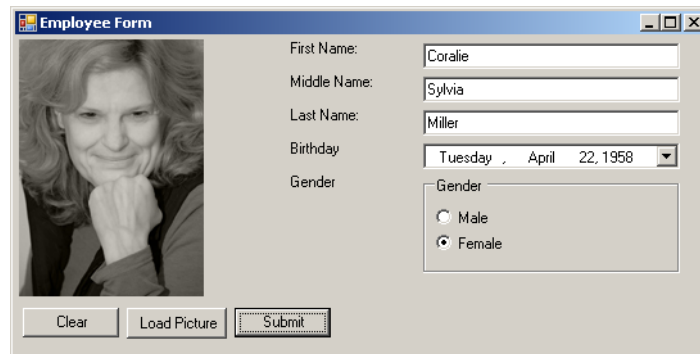 Employee Form
First Name: Coralie
Middle Name: Sylvia
Last Name: Miller
Birthday Tuesday , April 22, 1958
Gender Gender
Male
Female
Clear Load Picture Submit